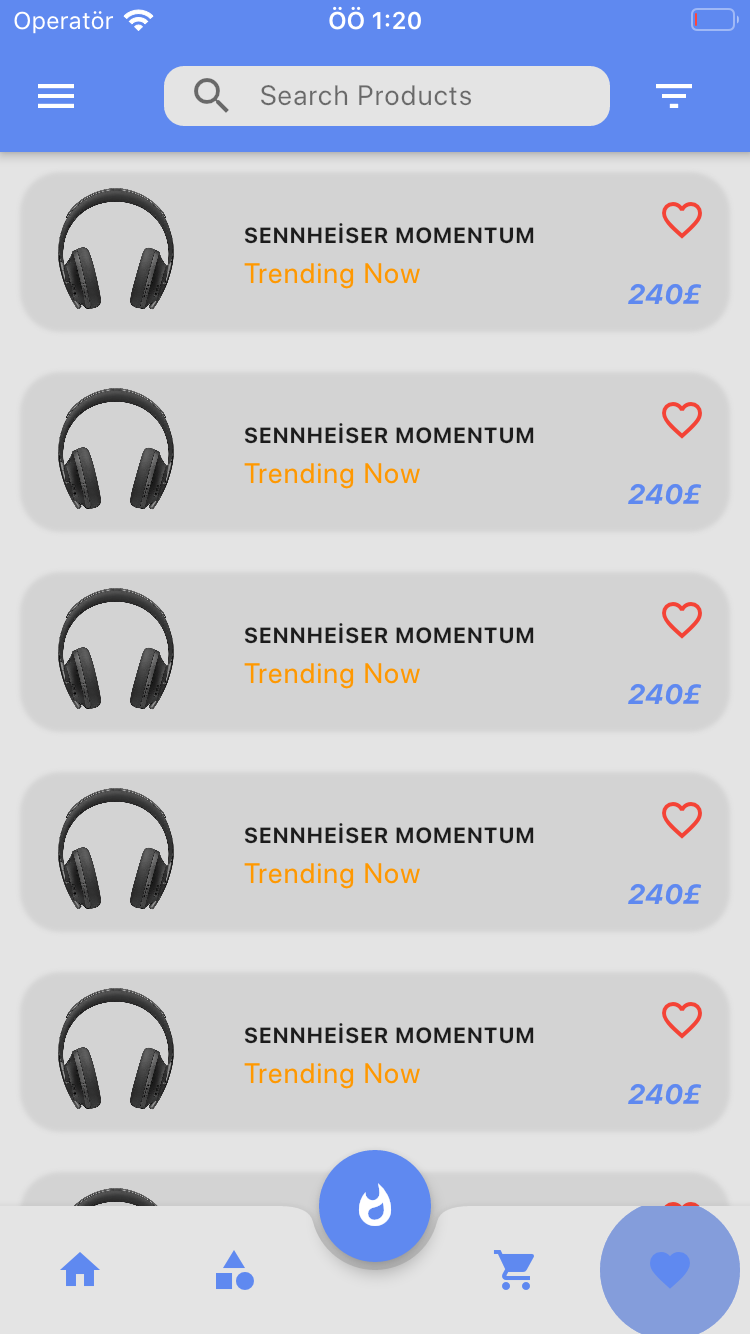 Operatör ÖÖ 1:20
Search Products
SENNHEİSER MOMENTUM
Trending Now
240£
SENNHEİSER MOMENTUM
Trending Now
240£
SENNHEİSER MOMENTUM
Trending Now
240£
SENNHEİSER MOMENTUM
Trending Now
240£
SENNHEİSER MOMENTUM
Trending Now
240£